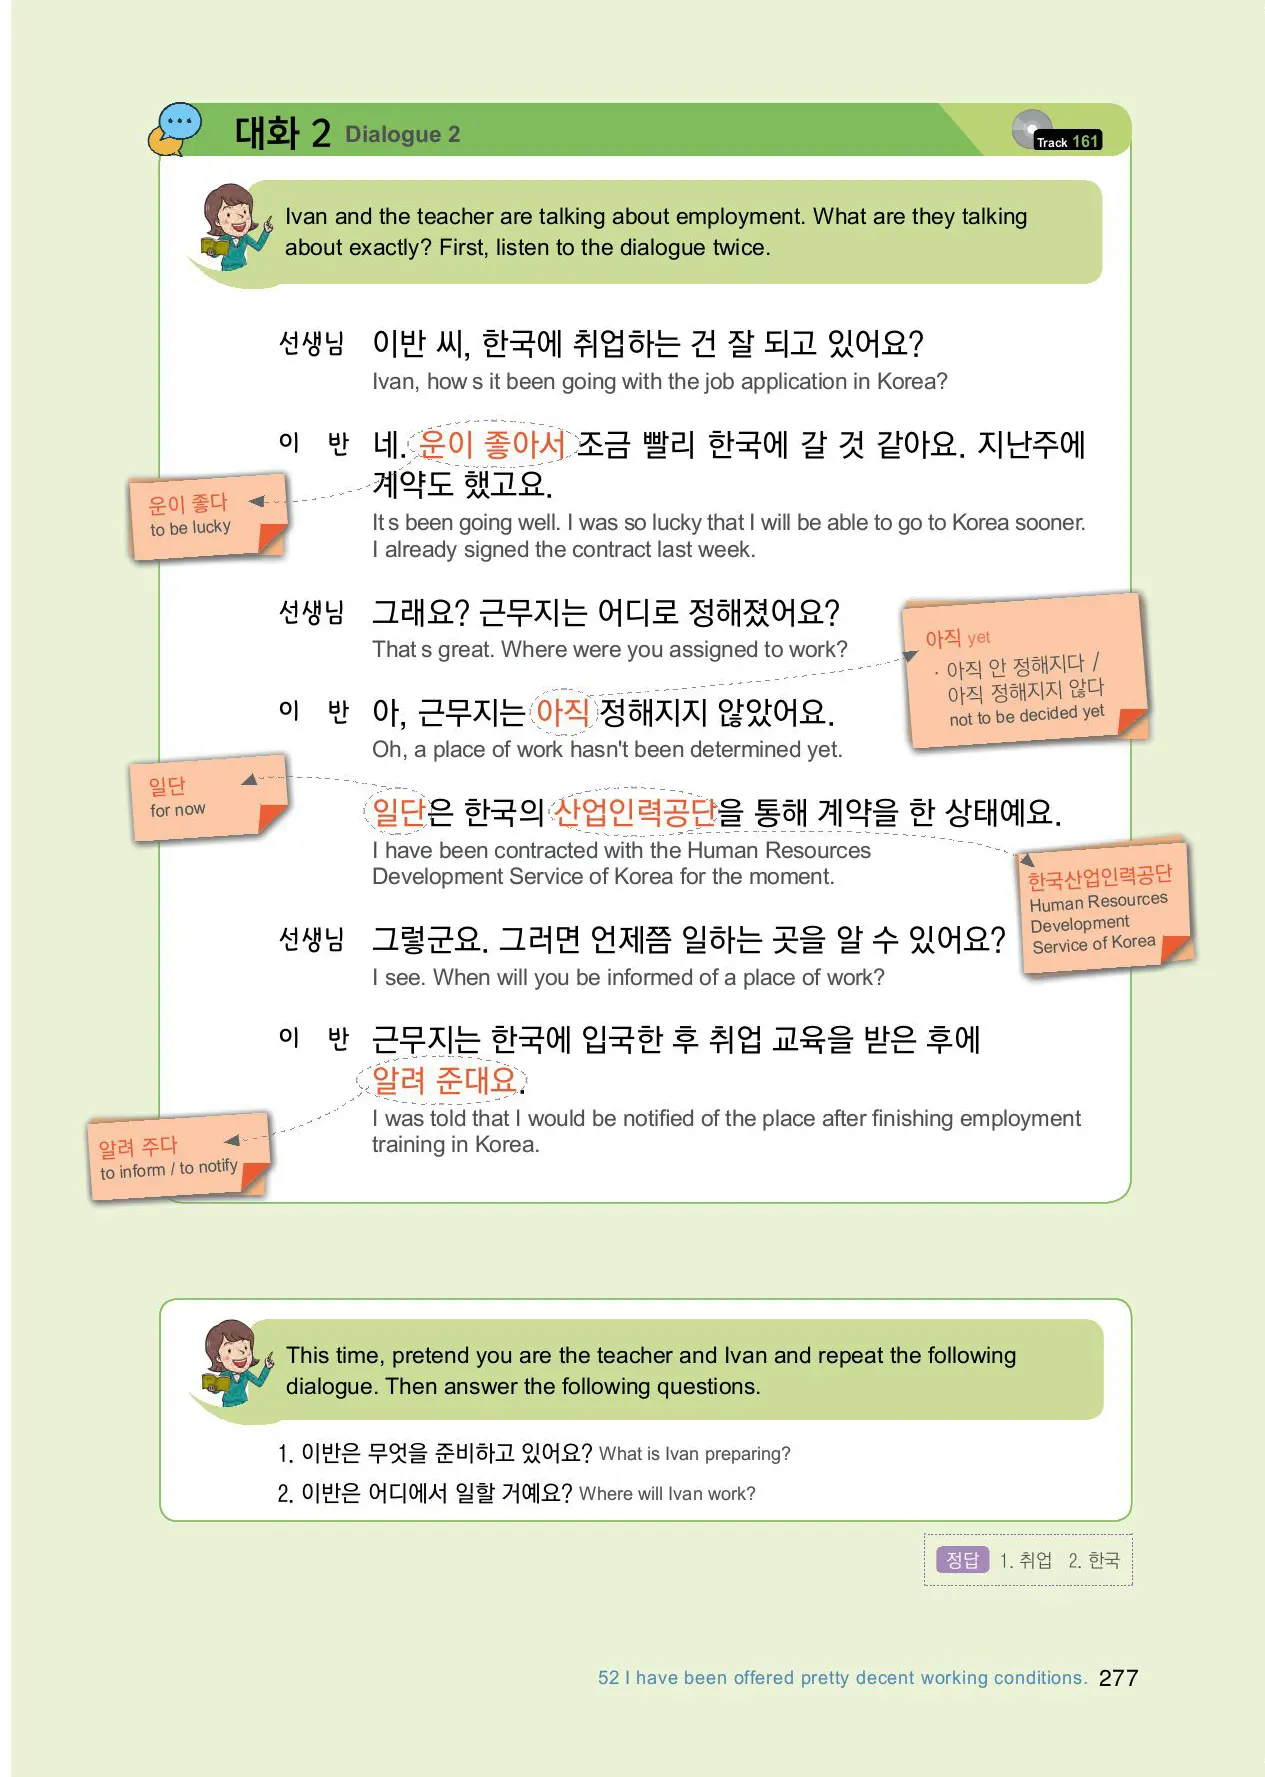 대화 2 Dialogue 2
Track 161
Ivan and the teacher are talking about employment. What are they talking
about exactly? First, listen to the dialogue twice.
선생님 이반 씨, 한국에 취업하는 건 잘 되고 있어요?
Ivan, how s it been going with the job application in Korea?
이 반 네. 운이 좋아서 조금 빨리 한국에 갈 것 같아요. 지난주에
계약도 했고요.
It s been going well. I was so lucky that I will be able to go to Korea sooner.
I already signed the contract last week.
운이 좋다
to be lucky
선생님 그래요? 근무지는 어디로 정해졌어요?
That s great. Where were you assigned to work?
아직 yet
· 아직 안 정해지다 /
아직 정해지지 않다
not to be decided yet
이 반 아, 근무지는 아직 정해지지 않았어요.
Oh, a place of work hasn't been determined yet.
일단
for now
일단은 한국의 산업인력공단을 통해 계약을 한 상태예요.
I have been contracted with the Human Resources
Development Service of Korea for the moment.
한국산업인력공단
Human Resources
Development
Service of Korea
선생님 그렇군요. 그러면 언제쯤 일하는 곳을 알 수 있어요?
I see. When will you be informed of a place of work?
이 반 근무지는 한국에 입국한 후 취업 교육을 받은 후에
알려 준대요.
I was told that I would be notified of the place after finishing employment
training in Korea.
알려 주다
to inform / to notify
This time, pretend you are the teacher and Ivan and repeat the following
dialogue. Then answer the following questions.
1. 이반은 무엇을 준비하고 있어요? What is Ivan preparing?
2. 이반은 어디에서 일할 거예요? Where will Ivan work?
정답 1. 취업 2. 한국
52 I have been offered pretty decent working conditions. 277